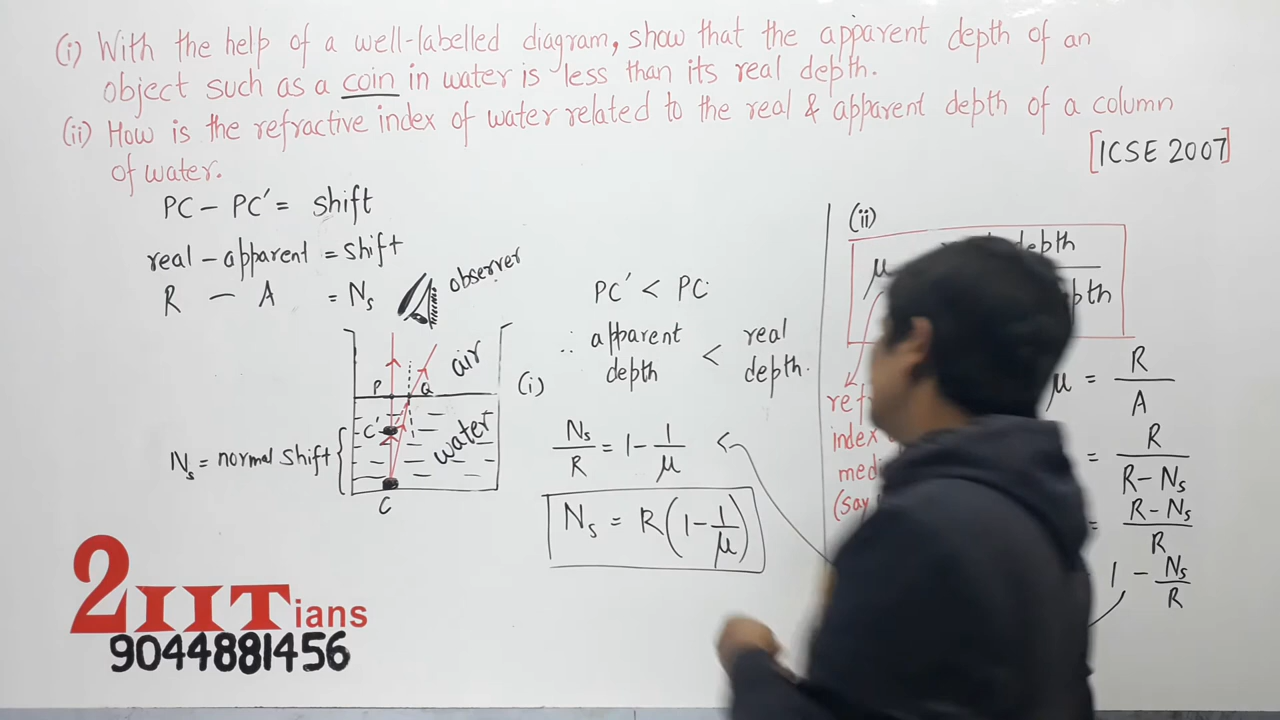 (i) With the help of a well-labelled diagram, show that the apparent depth of an
object such as a coin in water is less than its real depth.
(ii) How is the refractive index of water related to the real & apparent depth of a column
of water.
[ICSE 2007]
PC - PC' = shift
real - apparent = shift
R - A = Ns
observer
air
P
Q
C'
water
Ns = normal shift
C
(i)
PC' < PC
∴ apparent depth < real depth.
Ns/R = 1 - 1/μ
Ns = R(1 - 1/μ)
(ii)
μ
depth
μ = R/A
= R/(R - Ns)
= (R - Ns)/R
1 - Ns/R
index
(say
2IITians
9044881456